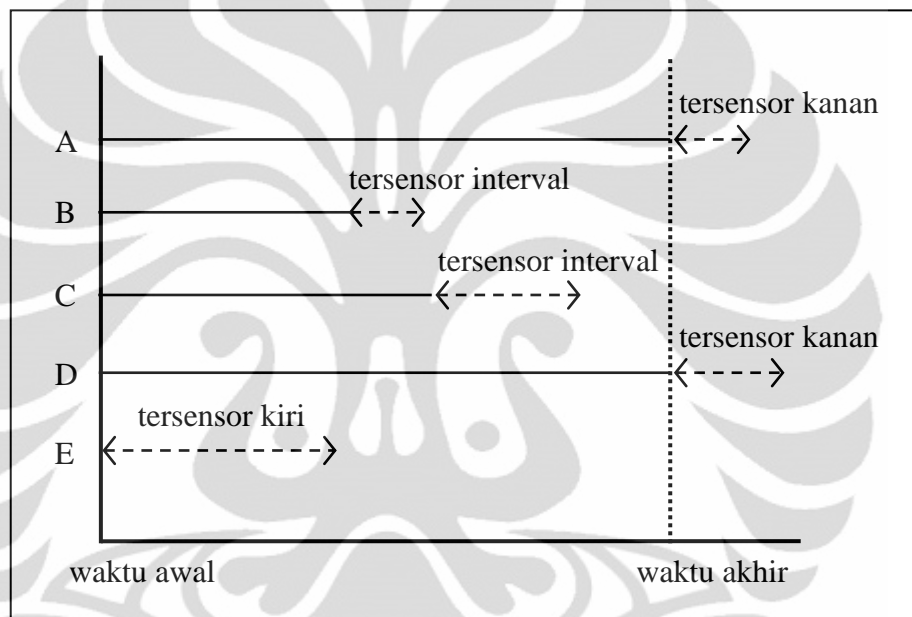 tersensor kanan
A
tersensor interval
B
tersensor interval
C
tersensor kanan
D
tersensor kiri
E
waktu awal
waktu akhir